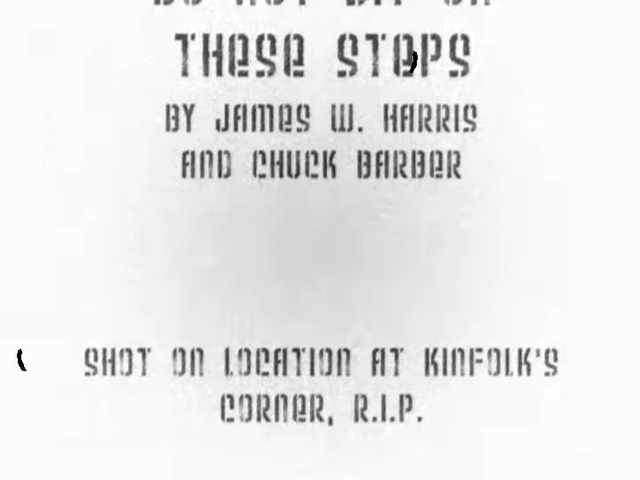 THESE STEPS
BY JAMES W. HARRIS
AND CHUCK BARBER
SHOT ON LOCATION AT KINFOLK'S
CORNER, R.I.P.